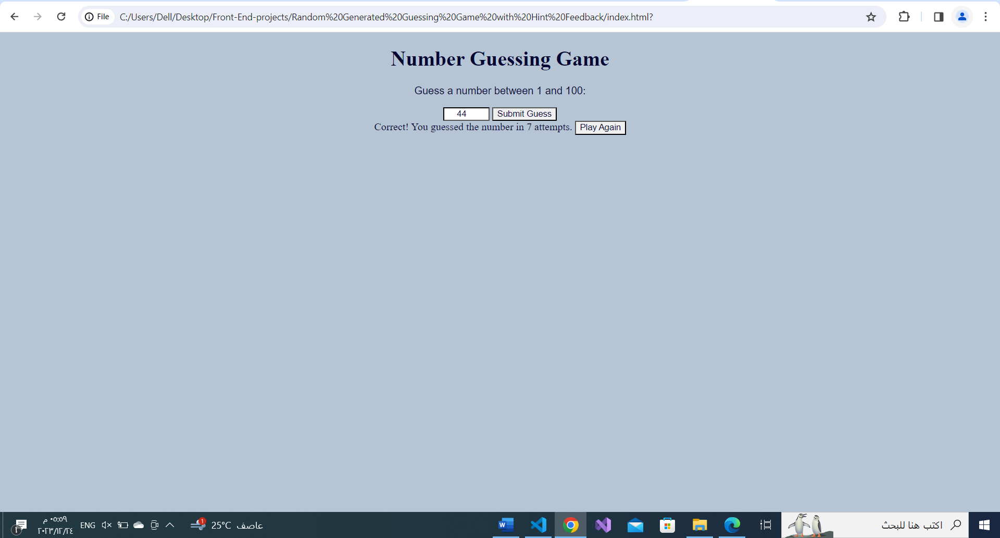 File C:/Users/Dell/Desktop/Front-End-projects/Random%20Generated%20Guessing%20Game%20with%20Hint%20Feedback/index.html?
Number Guessing Game
Guess a number between 1 and 100:
44 Submit Guess
Correct! You guessed the number in 7 attempts. Play Again
١
٠٥:٥٩ م
٢٠٢٣/١٢/٢٤
ENG
1
25°C عاصف
W
اكتب هنا للبحث